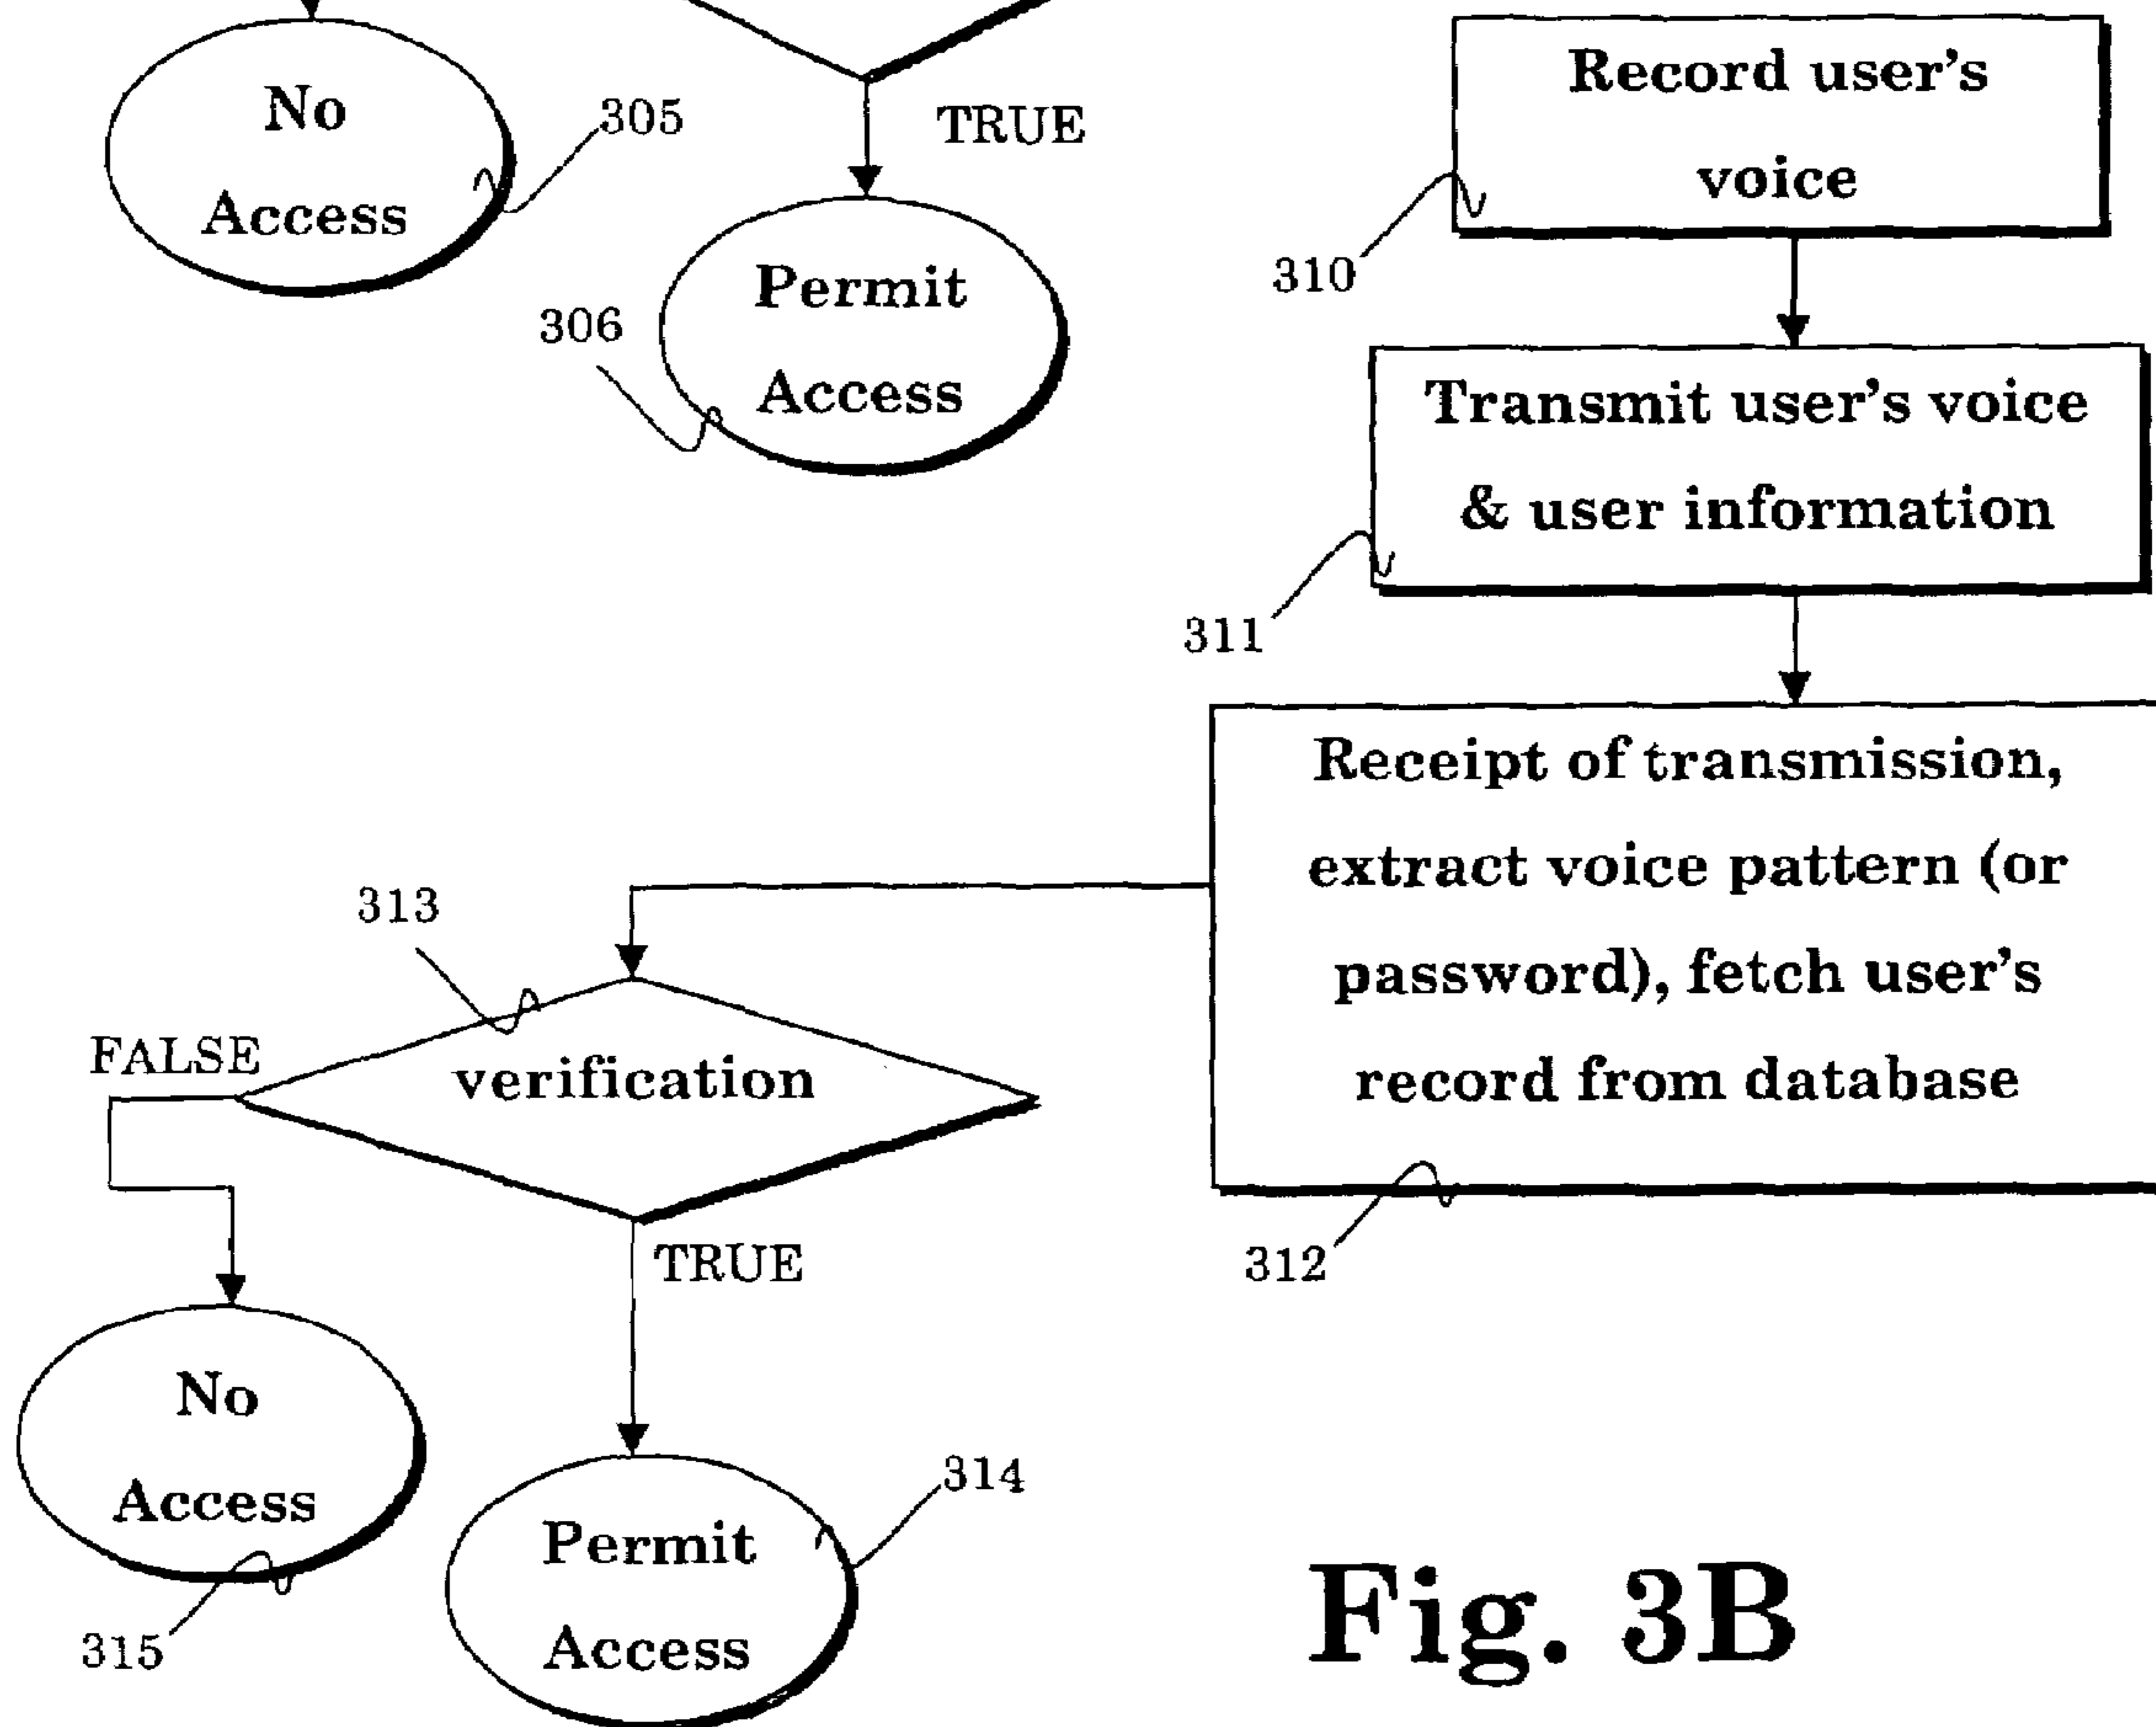 No
Access
305
TRUE
Permit
Access
306
Record user's
voice
310
Transmit user's voice
& user information
311
Receipt of transmission,
extract voice pattern (or
password), fetch user's
record from database
312
313
verification
FALSE
TRUE
No
Access
315
Permit
Access
314
Fig. 3B